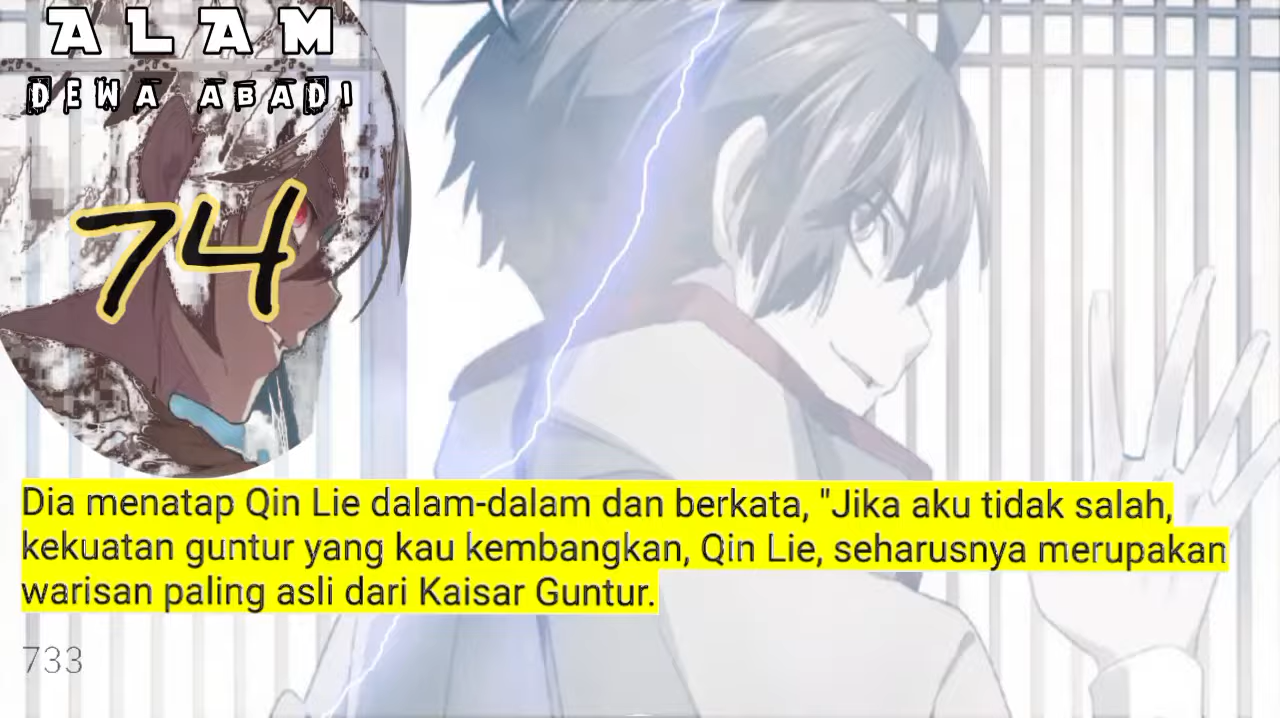 ALAM
DEWA ABADI
74
Dia menatap Qin Lie dalam-dalam dan berkata, "Jika aku tidak salah,
kekuatan guntur yang kau kembangkan, Qin Lie, seharusnya merupakan
warisan paling asli dari Kaisar Guntur.
733